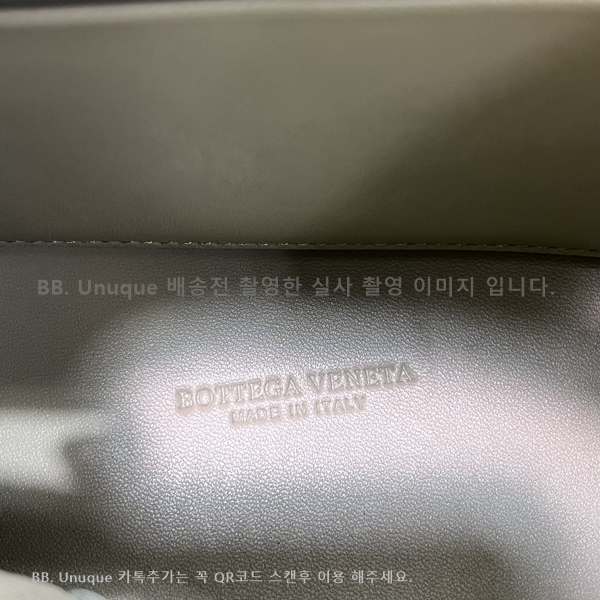 BB. Unuque 배송전 촬영한 실사 촬영 이미지 입니다.
BOTTEGA VENETA
MADE IN ITALY
BB. Unuque 카톡추가는 꼭 QR코드 스캔후 이용 해주세요.